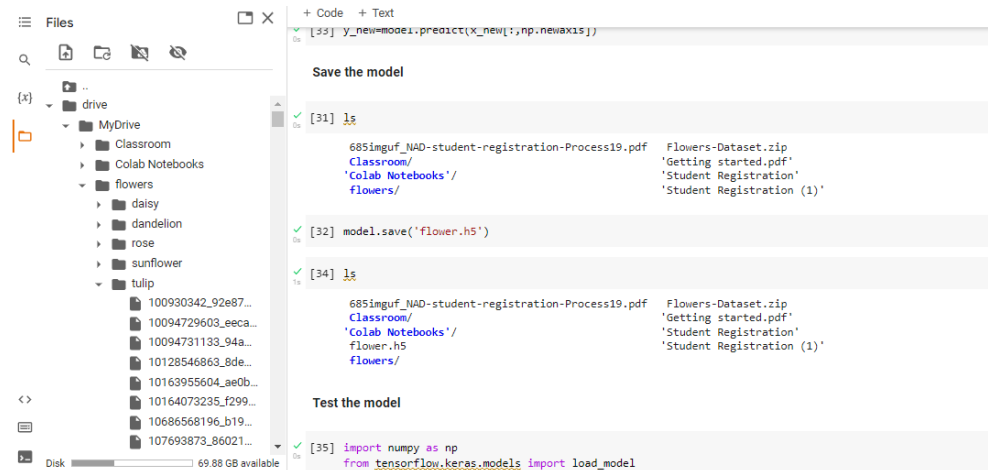 Files
+ Code + Text
[33] y_new=model.predict(x_new[:,np.newaxis])
0s
Save the model
{x}
..
drive
MyDrive
Classroom
Colab Notebooks
flowers
daisy
dandelion
rose
sunflower
tulip
100930342_92e87...
10094729603_eeca...
10094731133_94a...
10128546863_8de...
10163955604_ae0b...
10164073235_f299...
10686568196_b19...
107693873_86021...
Disk 69.88 GB available
[31] ls
0s
685imguf_NAD-student-registration-Process19.pdf Flowers-Dataset.zip
Classroom/ 'Getting started.pdf'
'Colab Notebooks'/ 'Student Registration'
flowers/ 'Student Registration (1)'
[32] model.save('flower.h5')
0s
[34] ls
1s
685imguf_NAD-student-registration-Process19.pdf Flowers-Dataset.zip
Classroom/ 'Getting started.pdf'
'Colab Notebooks'/ 'Student Registration'
flower.h5 'Student Registration (1)'
flowers/
Test the model
[35] import numpy as np
0s
from tensorflow.keras.models import load_model